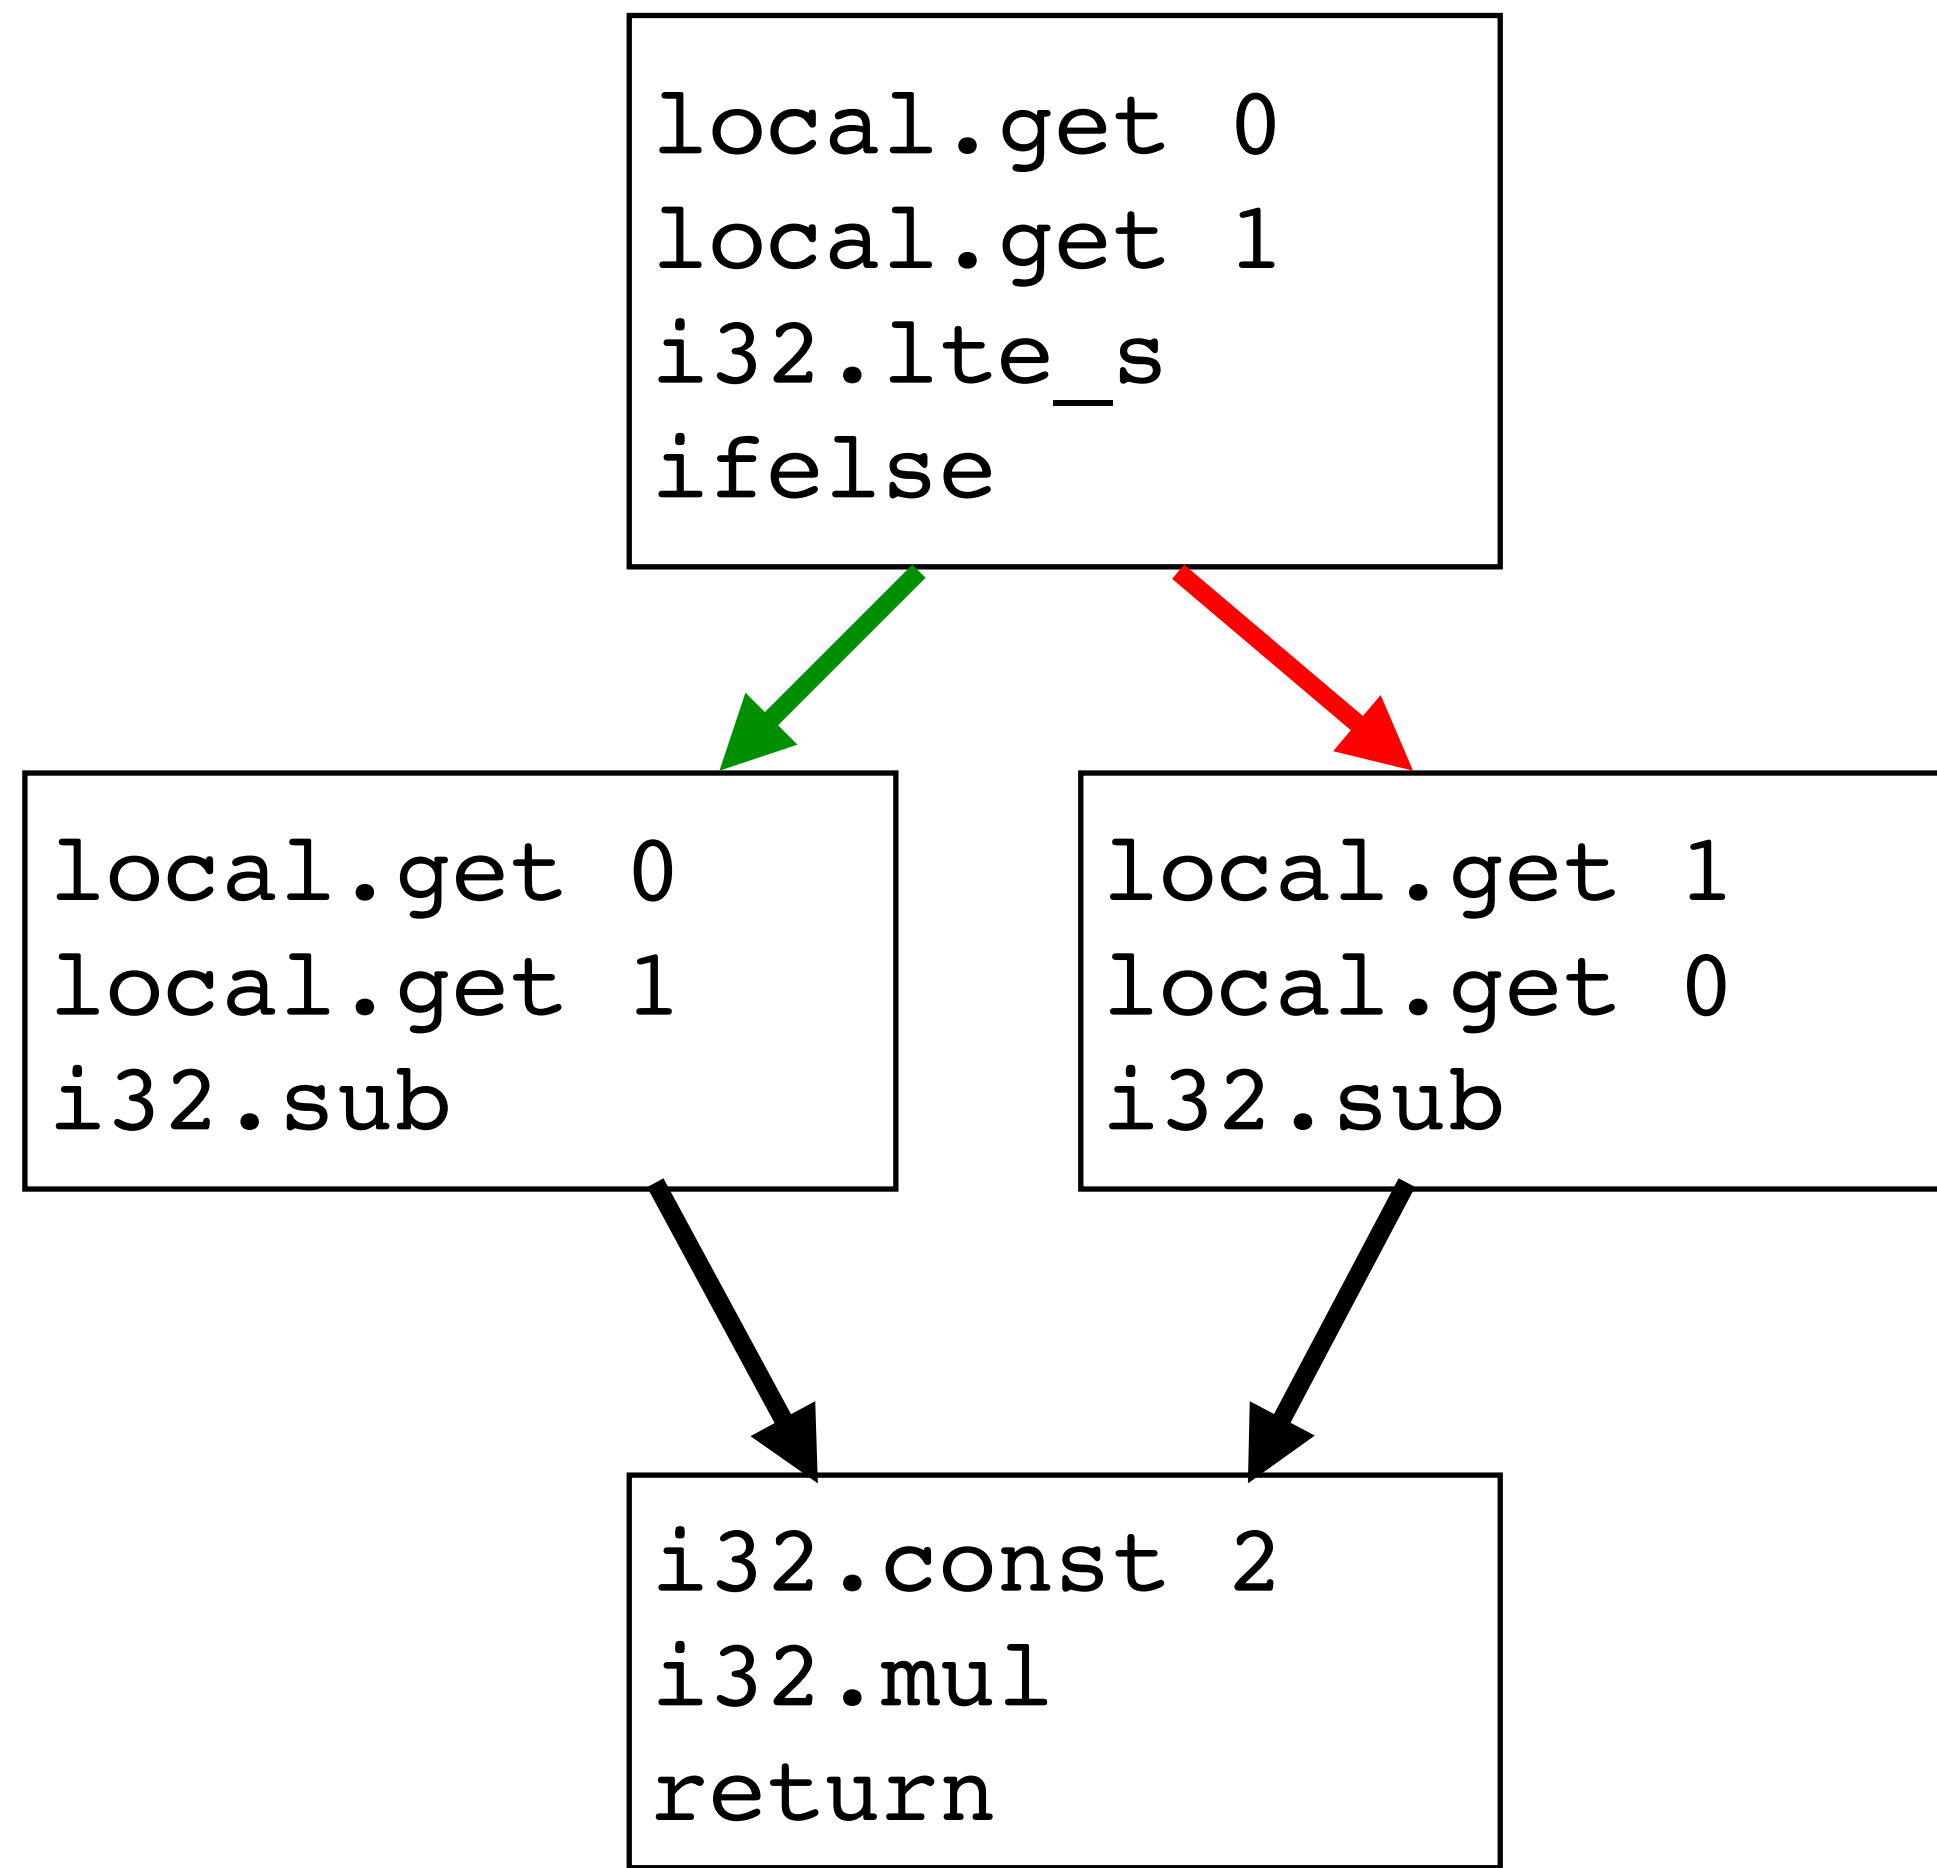 local.get 0
local.get 1
i32.lte_s
ifelse
local.get 0
local.get 1
i32.sub
local.get 1
local.get 0
i32.sub
i32.const 2
i32.mul
return